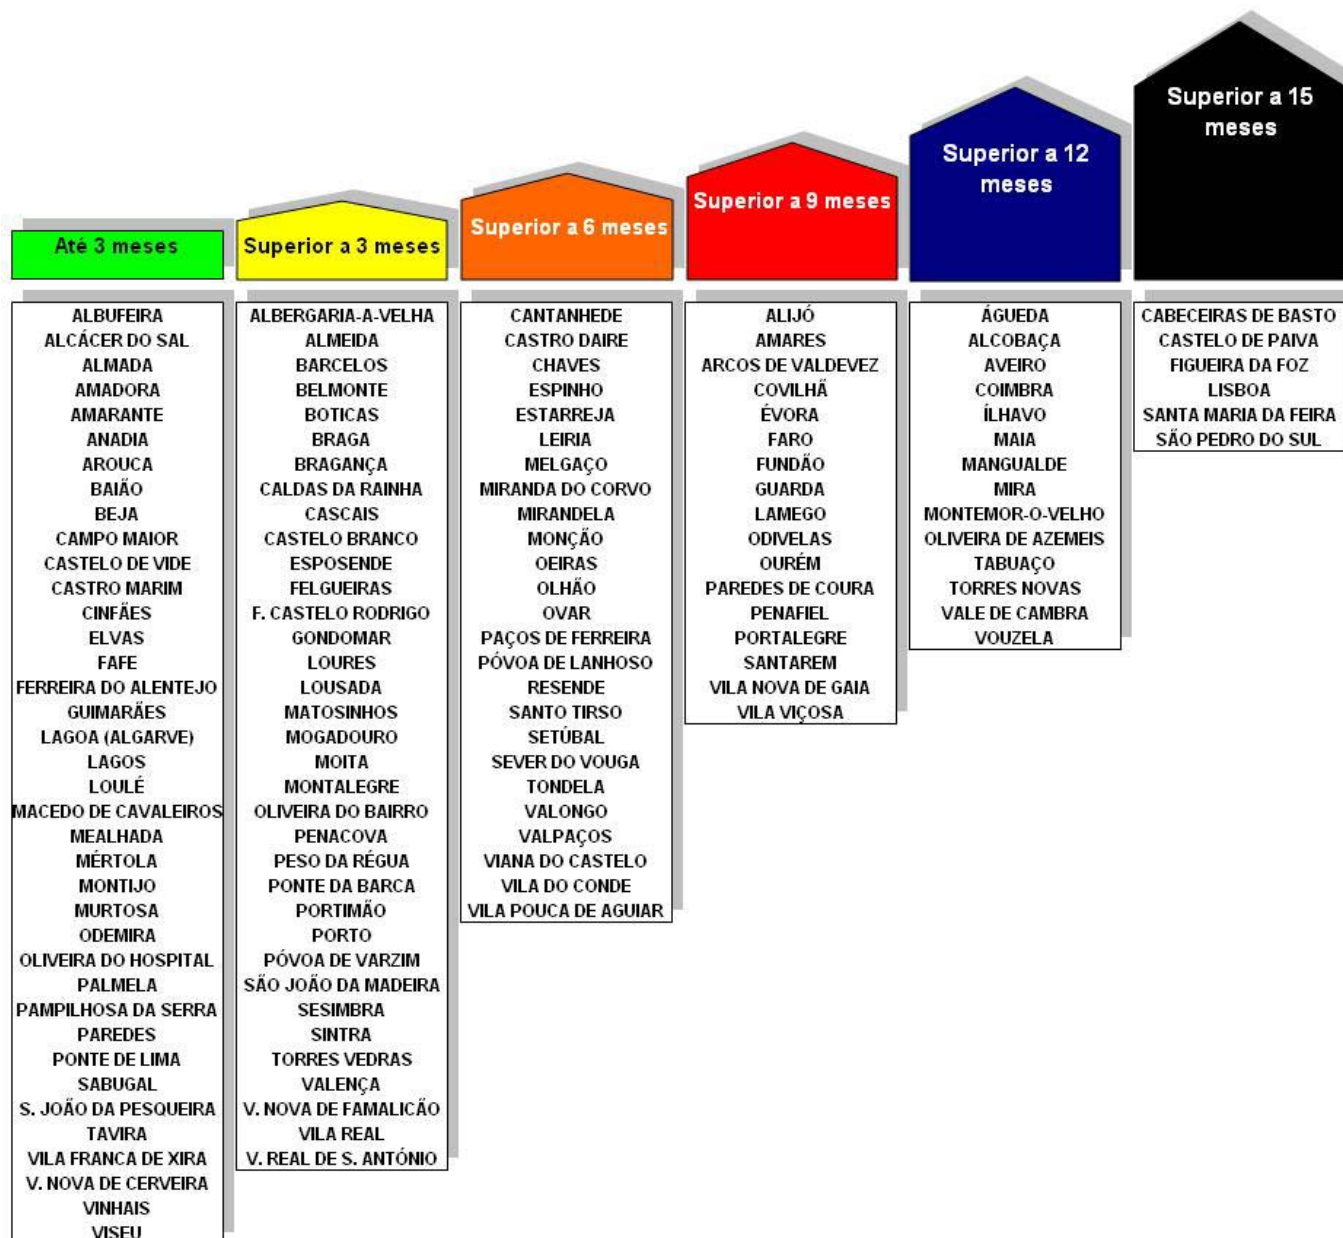 Até 3 meses
ALBUFEIRA
ALCÁCER DO SAL
ALMADA
AMADORA
AMARANTE
ANADIA
AROUCA
BAIÃO
BEJA
CAMPO MAIOR
CASTELO DE VIDE
CASTRO MARIM
CINFÃES
ELVAS
FAFE
FERREIRA DO ALENTEJO
GUIMARÃES
LAGOA (ALGARVE)
LAGOS
LOULÉ
MACEDO DE CAVALEIROS
MEALHADA
MÉRTOLA
MONTIJO
MURTOSA
ODEMIRA
OLIVEIRA DO HOSPITAL
PALMELA
PAMPILHOSA DA SERRA
PAREDES
PONTE DE LIMA
SABUGAL
S. JOÃO DA PESQUEIRA
TAVIRA
VILA FRANCA DE XIRA
V. NOVA DE CERVEIRA
VINHAIS
VISEU
Superior a 3 meses
ALBERGARIA-A-VELHA
ALMEIDA
BARCELOS
BELMONTE
BOTICAS
BRAGA
BRAGANÇA
CALDAS DA RAINHA
CASCAIS
CASTELO BRANCO
ESPOSENDE
FELGUEIRAS
F. CASTELO RODRIGO
GONDOMAR
LOURES
LOUSADA
MATOSINHOS
MOGADOURO
MOITA
MONTALEGRE
OLIVEIRA DO BAIRRO
PENACOVA
PESO DA RÉGUA
PONTE DA BARCA
PORTIMÃO
PORTO
PÓVOA DE VARZIM
SÃO JOÃO DA MADEIRA
SESIMBRA
SINTRA
TORRES VEDRAS
VALENÇA
V. NOVA DE FAMALICÃO
VILA REAL
V. REAL DE S. ANTÓNIO
Superior a 6 meses
CANTANHEDE
CASTRO DAIRE
CHAVES
ESPINHO
ESTARREJA
LEIRIA
MELGAÇO
MIRANDA DO CORVO
MIRANDELA
MONÇÃO
OEIRAS
OLHÃO
OVAR
PAÇOS DE FERREIRA
PÓVOA DE LANHOSO
RESENDE
SANTO TIRSO
SETÚBAL
SEVER DO VOUGA
TONDELA
VALONGO
VALPAÇOS
VIANA DO CASTELO
VILA DO CONDE
VILA POUCA DE AGUIAR
Superior a 9 meses
ALIJÓ
AMARES
ARCOS DE VALDEVEZ
COVILHÃ
ÉVORA
FARO
FUNDÃO
GUARDA
LAMEGO
ODIVELAS
OURÉM
PAREDES DE COURA
PENAFIEL
PORTALEGRE
SANTAREM
VILA NOVA DE GAIA
VILA VIÇOSA
Superior a 12
meses
ÁGUEDA
ALCOBAÇA
AVEIRO
COIMBRA
ÍLHAVO
MAIA
MANGUALDE
MIRA
MONTEMOR-O-VELHO
OLIVEIRA DE AZEMEIS
TABUAÇO
TORRES NOVAS
VALE DE CAMBRA
VOUZELA
Superior a 15
meses
CABECEIRAS DE BASTO
CASTELO DE PAIVA
FIGUEIRA DA FOZ
LISBOA
SANTA MARIA DA FEIRA
SÃO PEDRO DO SUL